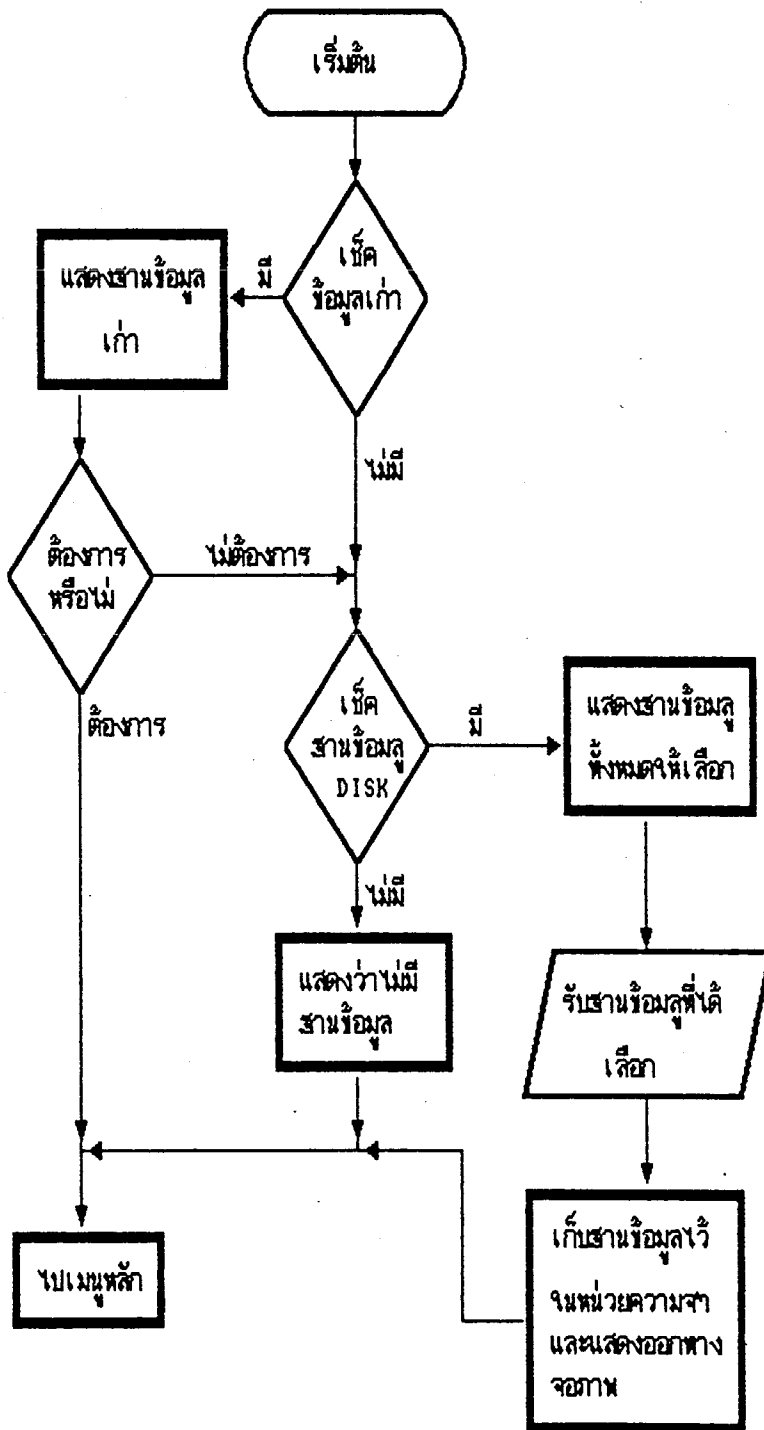 เริ่มต้น
เช็ค
ข้อมูลเก่า
มี
แสดงฐานข้อมูล
เก่า
ไม่มี
ต้องการ
หรือไม่
ไม่ต้องการ
ต้องการ
เช็ค
ฐานข้อมูล
DISK
มี
แสดงฐานข้อมูล
ทั้งหมดให้เลือก
ไม่มี
แสดงว่าไม่มี
ฐานข้อมูล
รับฐานข้อมูลที่ได้
เลือก
ไปเมนูหลัก
เก็บฐานข้อมูลไว้
ในหน่วยความจำ
และแสดงออกทาง
จอภาพ